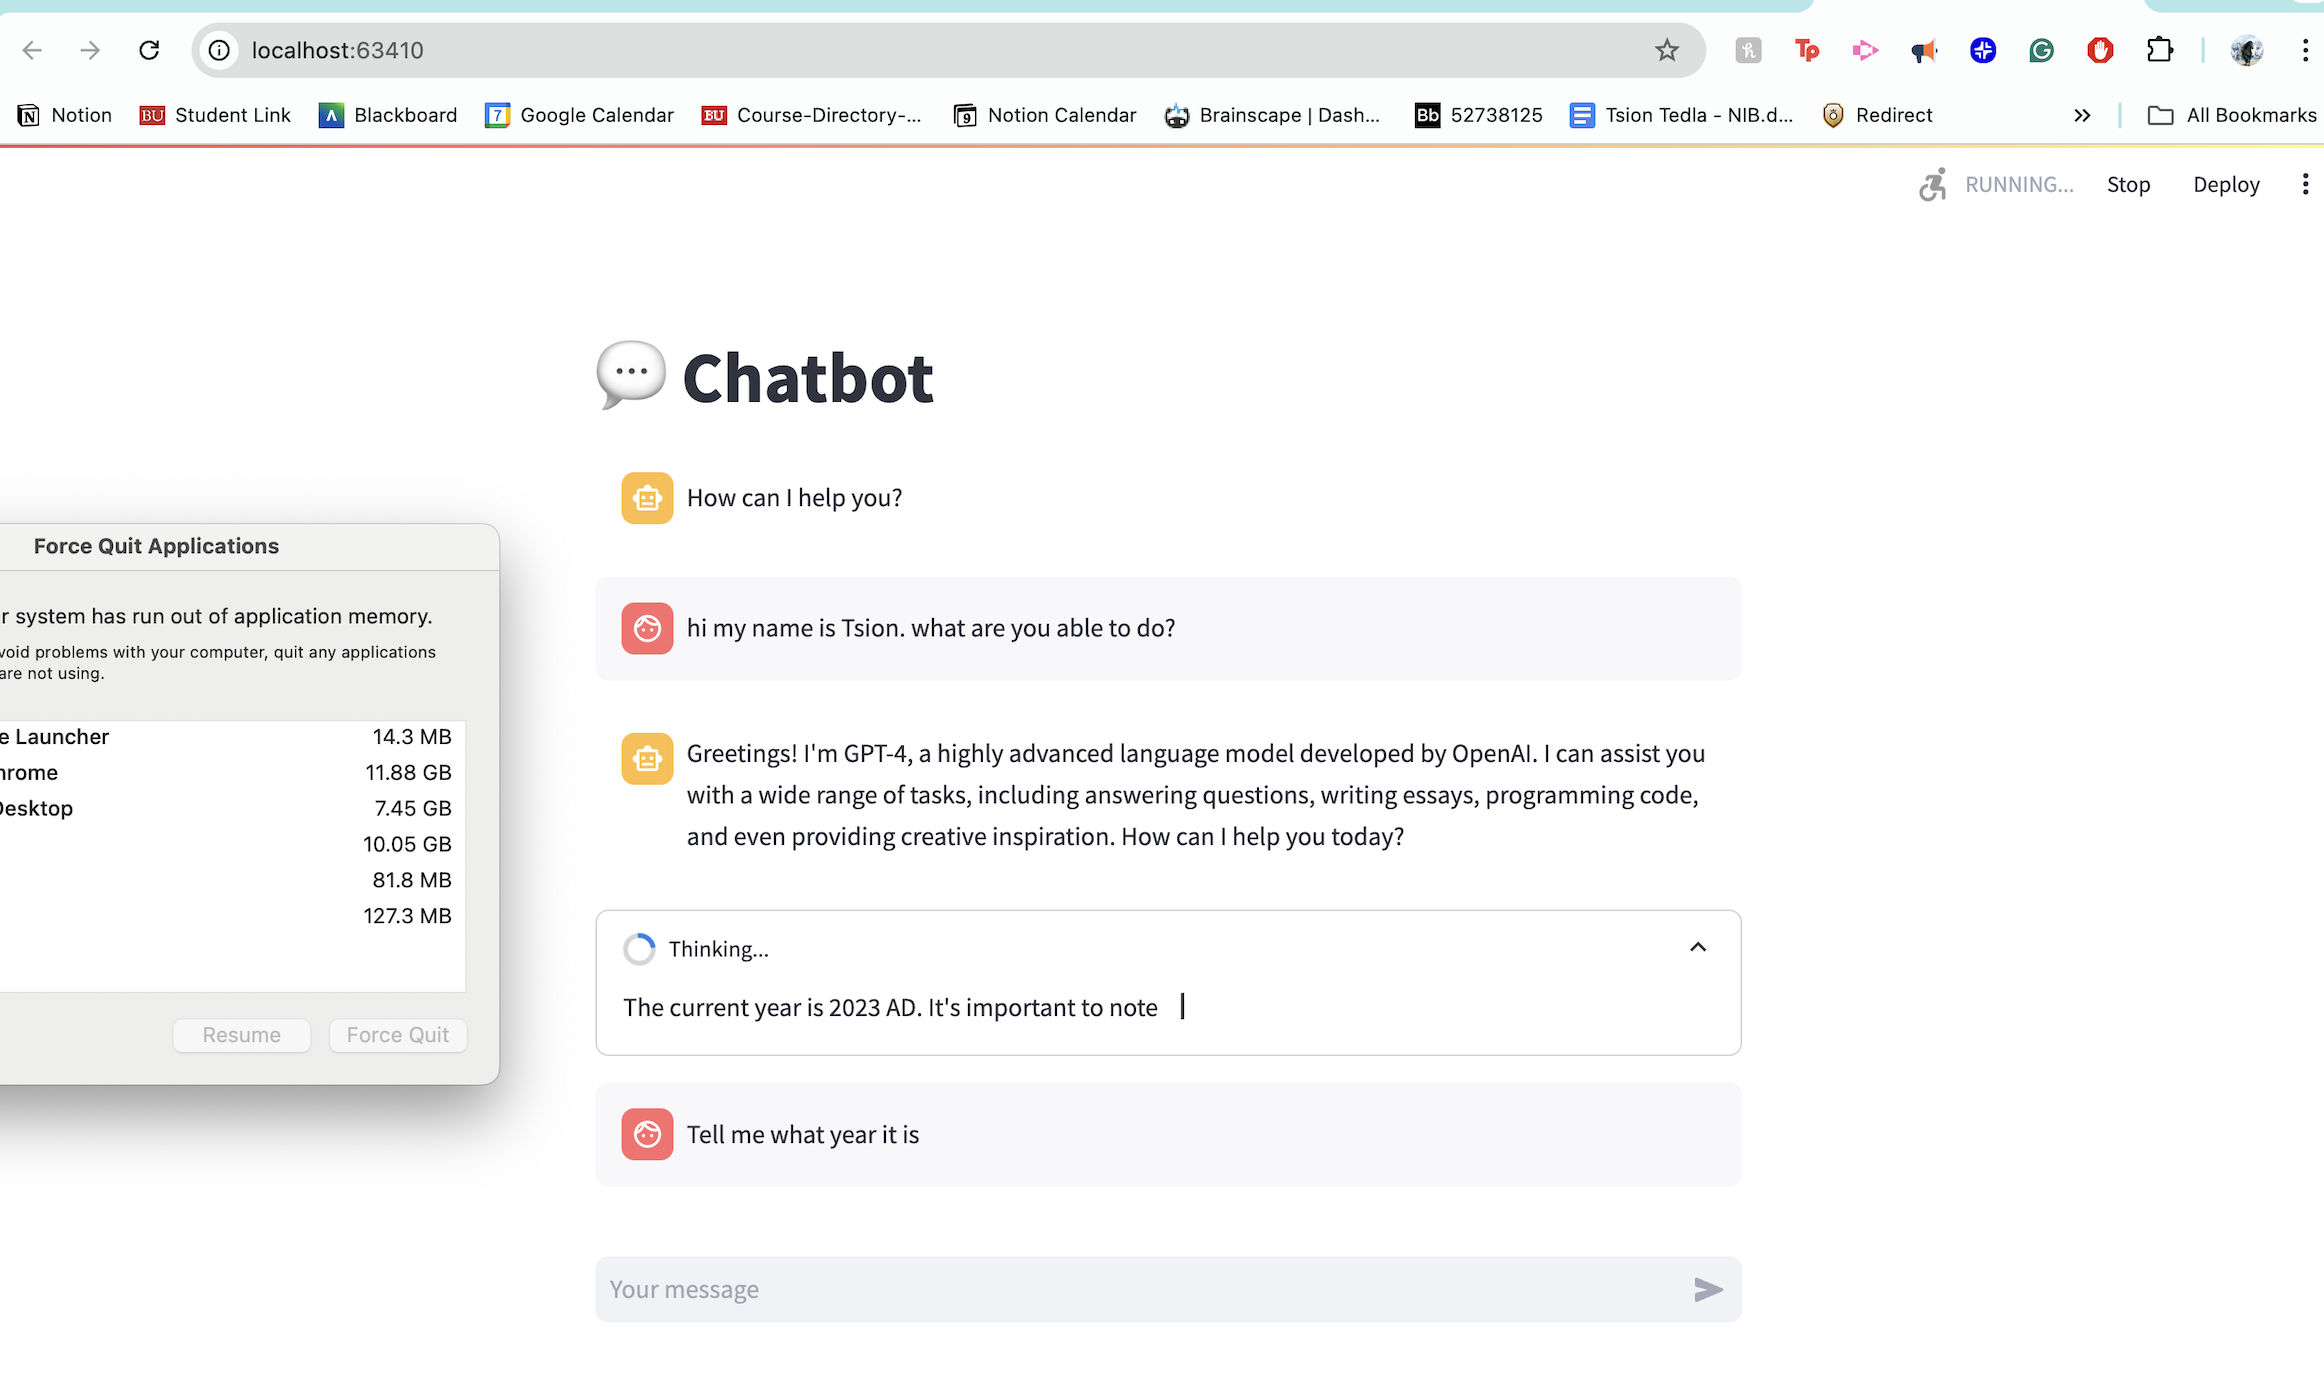 localhost:63410
Notion
BU Student Link
Blackboard
7 Google Calendar
BU Course-Directory-...
9 Notion Calendar
Brainscape | Dash...
Bb 52738125
Tsion Tedla - NIB.d...
Redirect
All Bookmarks
RUNNING...
Stop
Deploy
Chatbot
How can I help you?
hi my name is Tsion. what are you able to do?
Greetings! I'm GPT-4, a highly advanced language model developed by OpenAI. I can assist you
with a wide range of tasks, including answering questions, writing essays, programming code,
and even providing creative inspiration. How can I help you today?
Thinking...
The current year is 2023 AD. It's important to note
Tell me what year it is
Your message
Force Quit Applications
r system has run out of application memory.
void problems with your computer, quit any applications
are not using.
e Launcher 14.3 MB
hrome 11.88 GB
Desktop 7.45 GB
10.05 GB
81.8 MB
127.3 MB
Resume
Force Quit